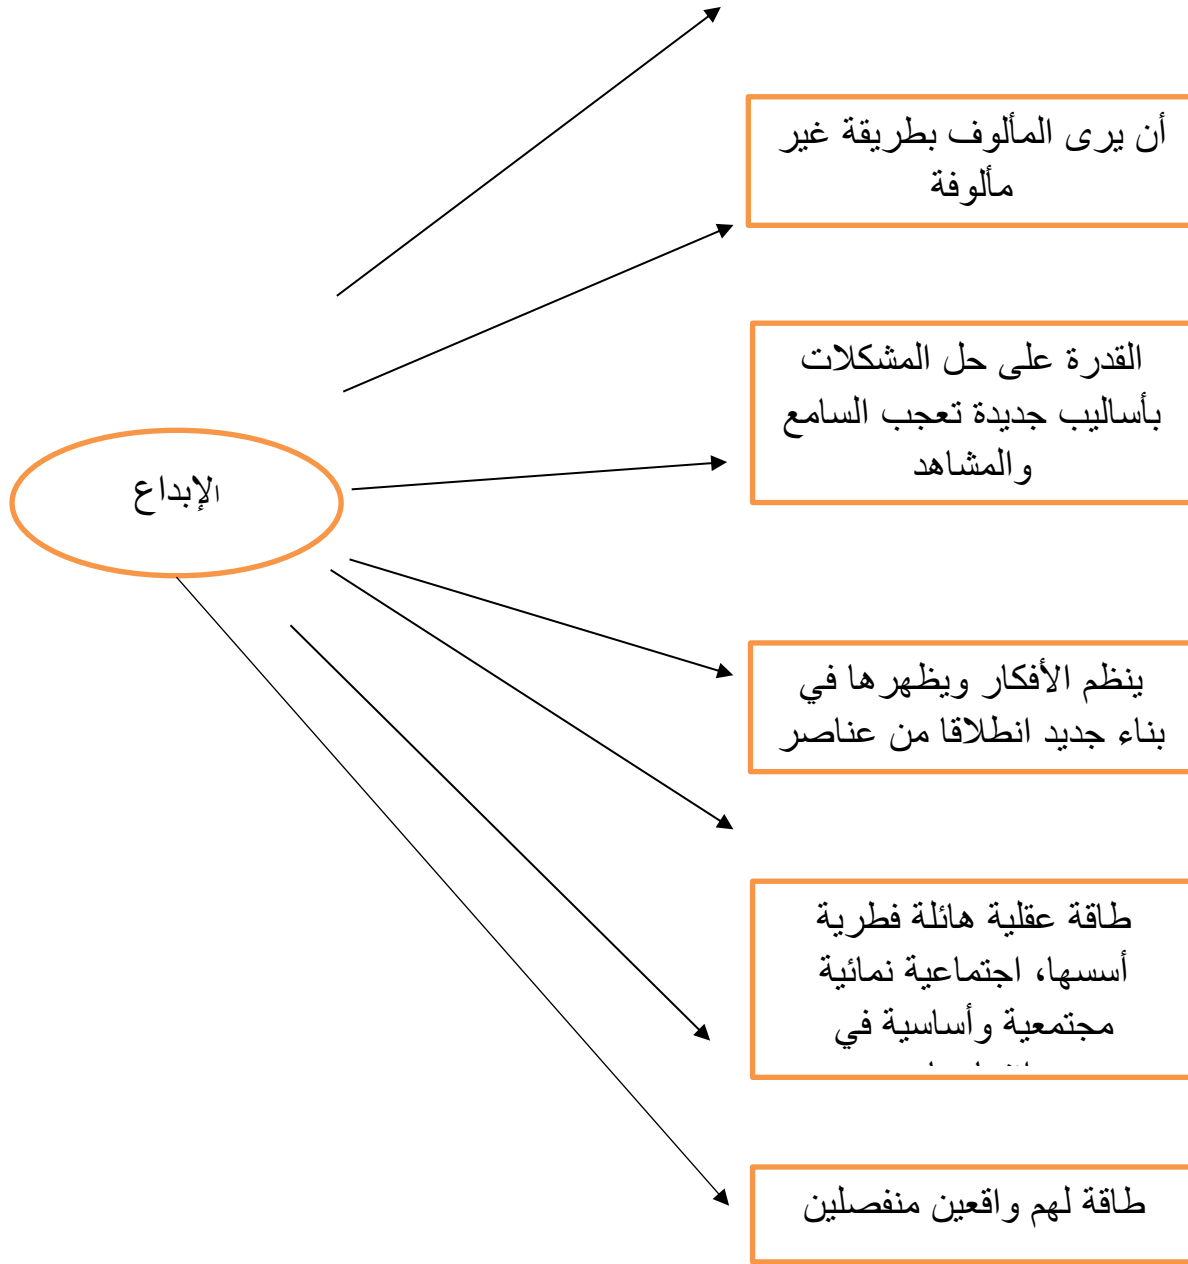 أن يرى المألوف بطريقة غير
مألوفة
القدرة على حل المشكلات
بأساليب جديدة تعجب السامع
والمشاهد
الإبداع
ينظم الأفكار ويظهرها في
بناء جديد انطلاقا من عناصر
طاقة عقلية هائلة فطرية
أسسها، اجتماعية نمائية
مجتمعية وأساسية في
طاقة لهم واقعين منفصلين